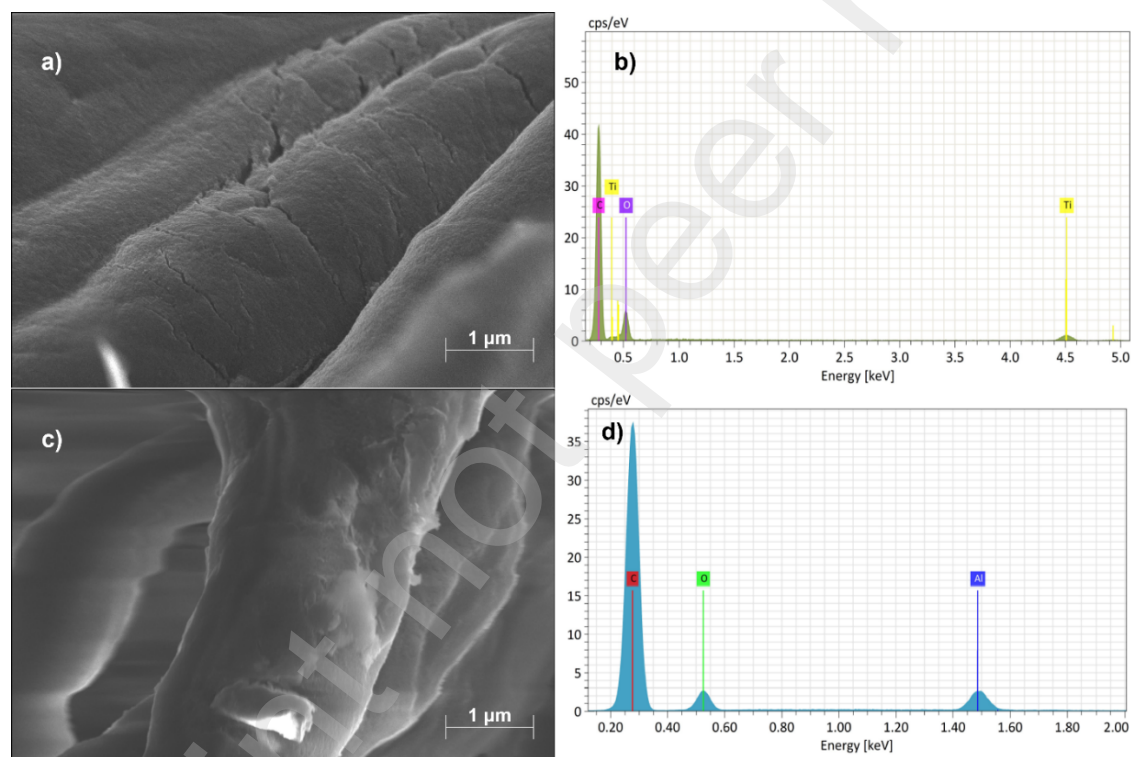 a)
1 µm
b)
cps/eV
50
40
30
20
10
0
C
Ti
O
Ti
0.5 1.0 1.5 2.0 2.5 3.0 3.5 4.0 4.5 5.0
Energy [keV]
c)
1 µm
d)
cps/eV
35
30
25
20
15
10
5
0
C
O
Al
0.20 0.40 0.60 0.80 1.00 1.20 1.40 1.60 1.80 2.00
Energy [keV]
int not peer